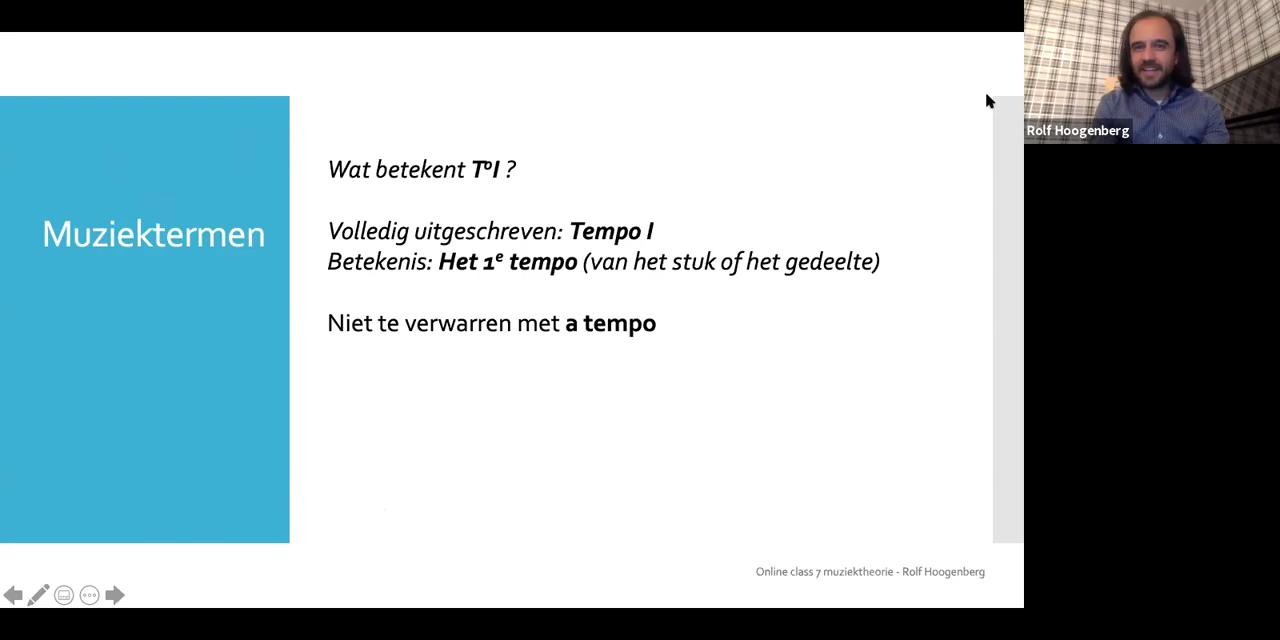 Muziektermen
Wat betekent TºI ?
Volledig uitgeschreven: Tempo I
Betekenis: Het 1e tempo (van het stuk of het gedeelte)
Niet te verwarren met a tempo
Online class 7 muziektheorie - Rolf Hoogenberg
Rolf Hoogenberg